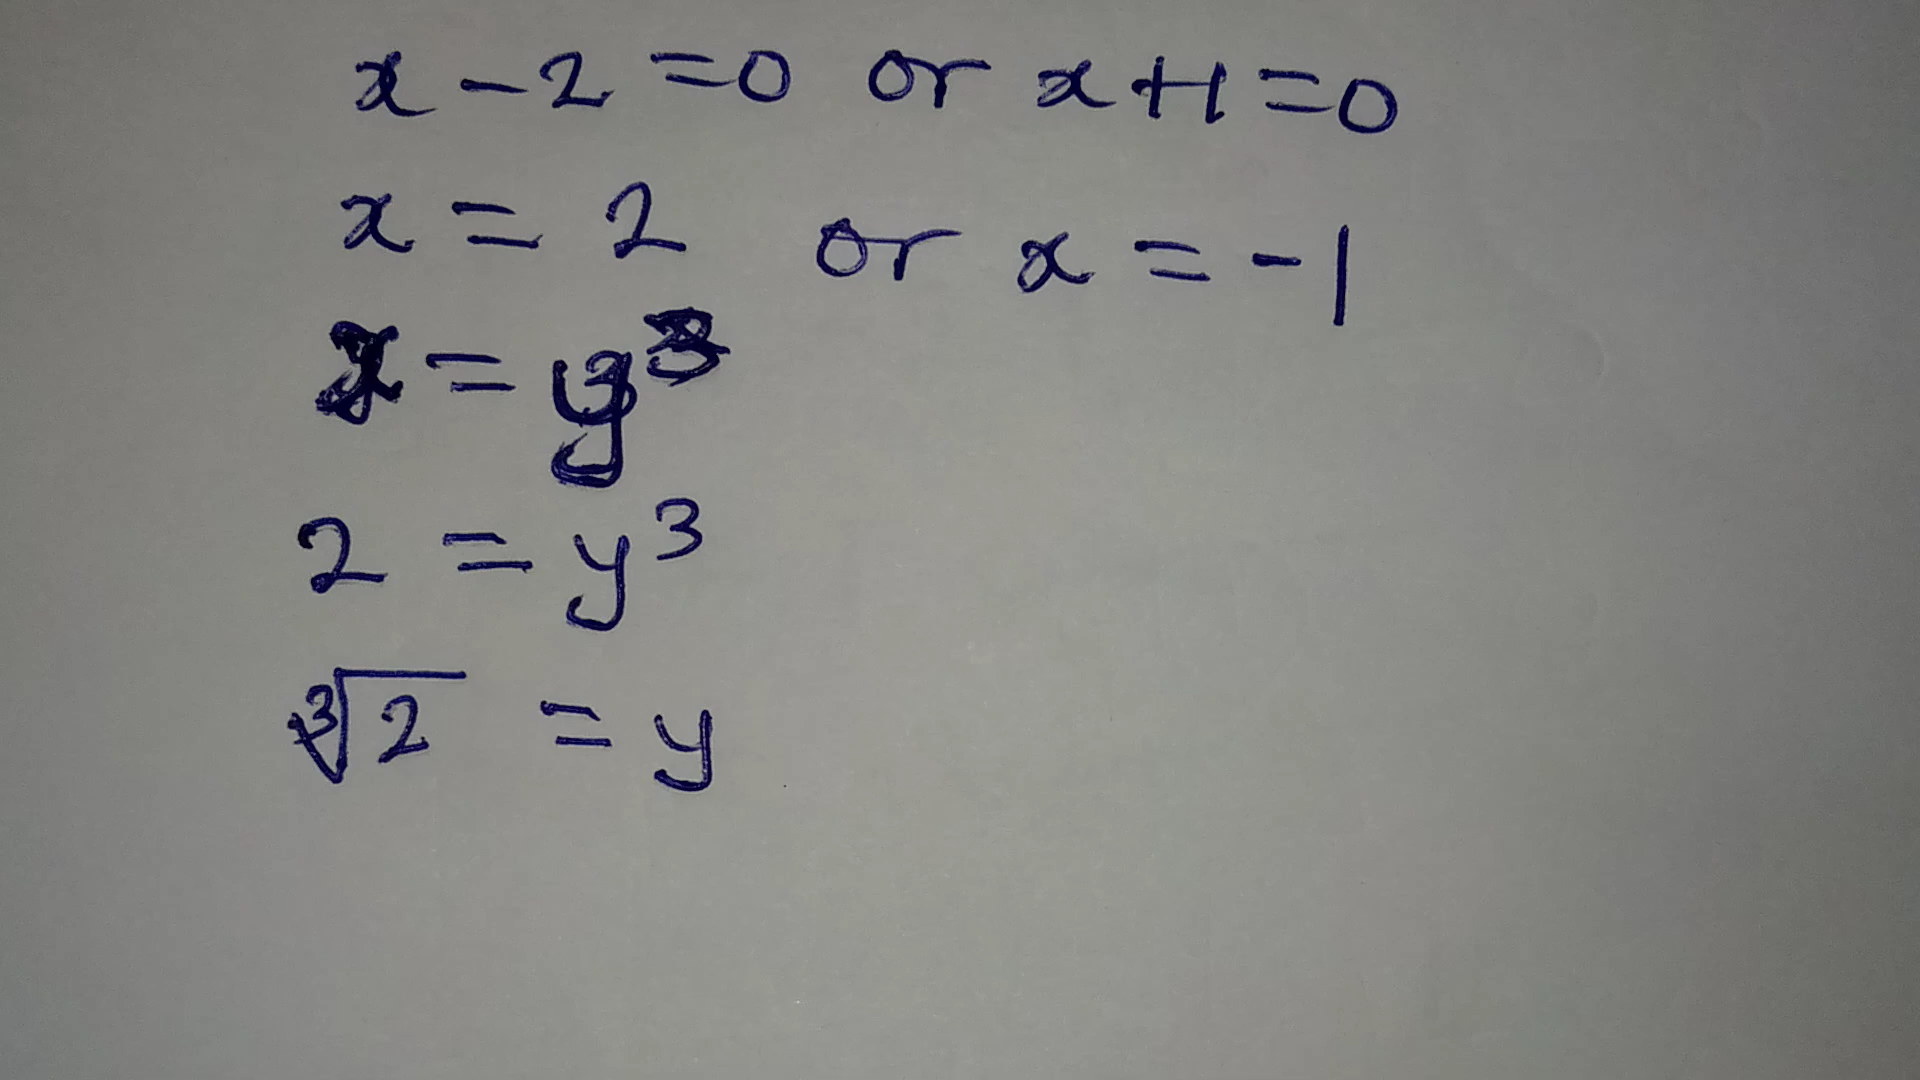 x - 2 = 0 or x + 1 = 0
x = 2 or x = -1
x = y³
2 = y³
∛2 = y